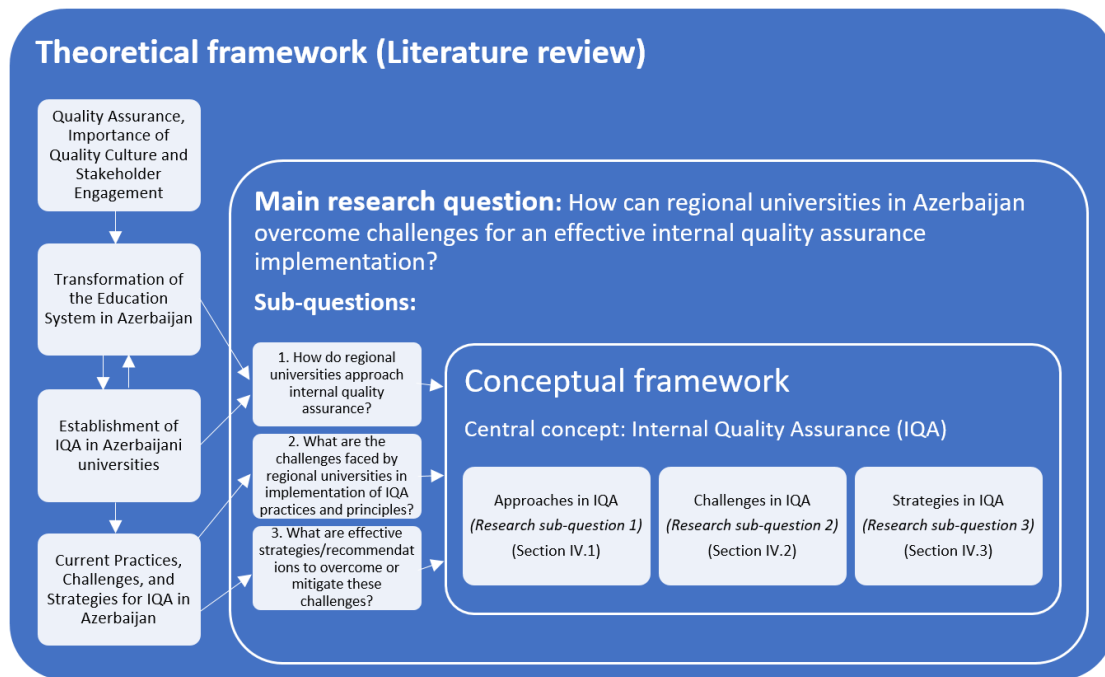 Theoretical framework (Literature review)
Quality Assurance,
Importance of
Quality Culture and
Stakeholder
Engagement
Transformation of
the Education
System in Azerbaijan
Establishment of
IQA in Azerbaijani
universities
Current Practices,
Challenges, and
Strategies for IQA in
Azerbaijan
Main research question: How can regional universities in Azerbaijan
overcome challenges for an effective internal quality assurance
implementation?
Sub-questions:
1. How do regional
universities approach
internal quality
assurance?
2. What are the
challenges faced by
regional universities in
implementation of IQA
practices and principles?
3. What are effective
strategies/recommendat
ions to overcome or
mitigate these
challenges?
Conceptual framework
Central concept: Internal Quality Assurance (IQA)
Approaches in IQA
(Research sub-question 1)
(Section IV.1)
Challenges in IQA
(Research sub-question 2)
(Section IV.2)
Strategies in IQA
(Research sub-question 3)
(Section IV.3)